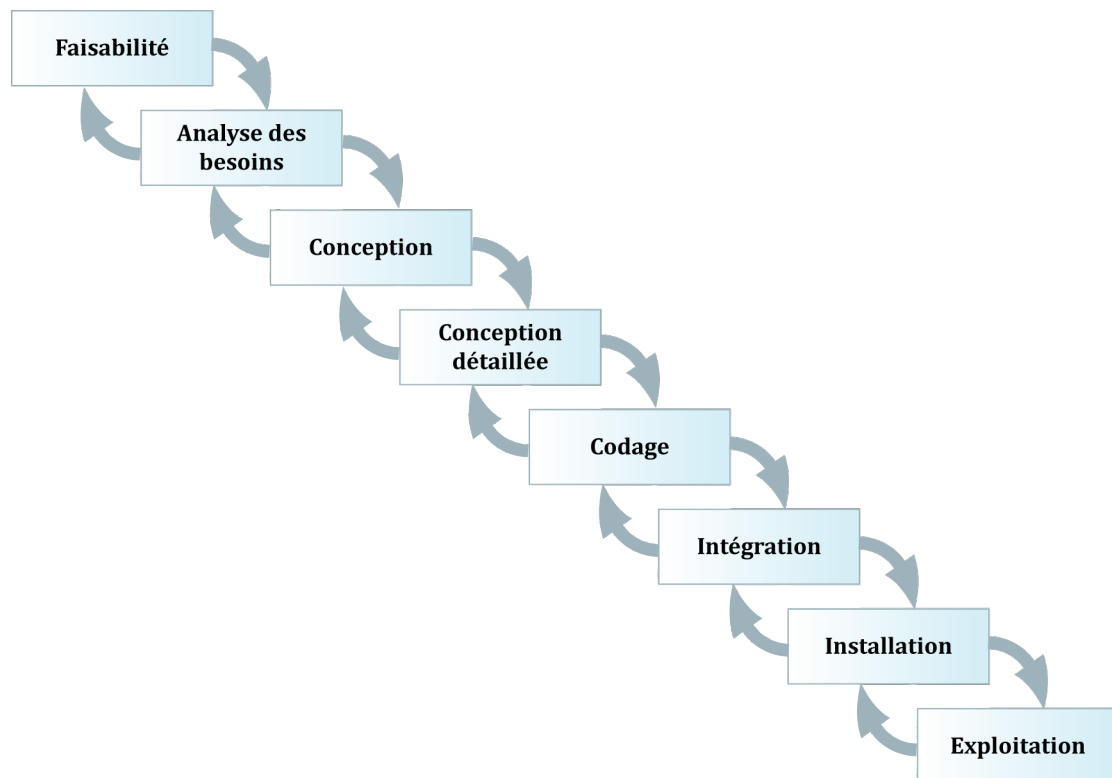 Faisabilité
Analyse des
besoins
Conception
Conception
détaillée
Codage
Intégration
Installation
Exploitation